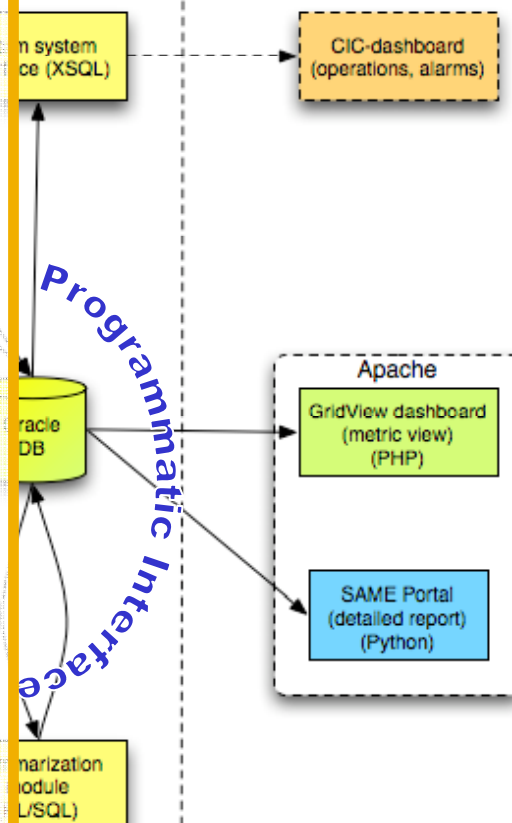 m system
ce (XSQL)
CIC-dashboard
(operations, alarms)
Programmatic Interface
Apache
GridView dashboard
(metric view)
(PHP)
racle
DB
SAME Portal
(detailed report)
(Python)
marization
odule
L/SQL)